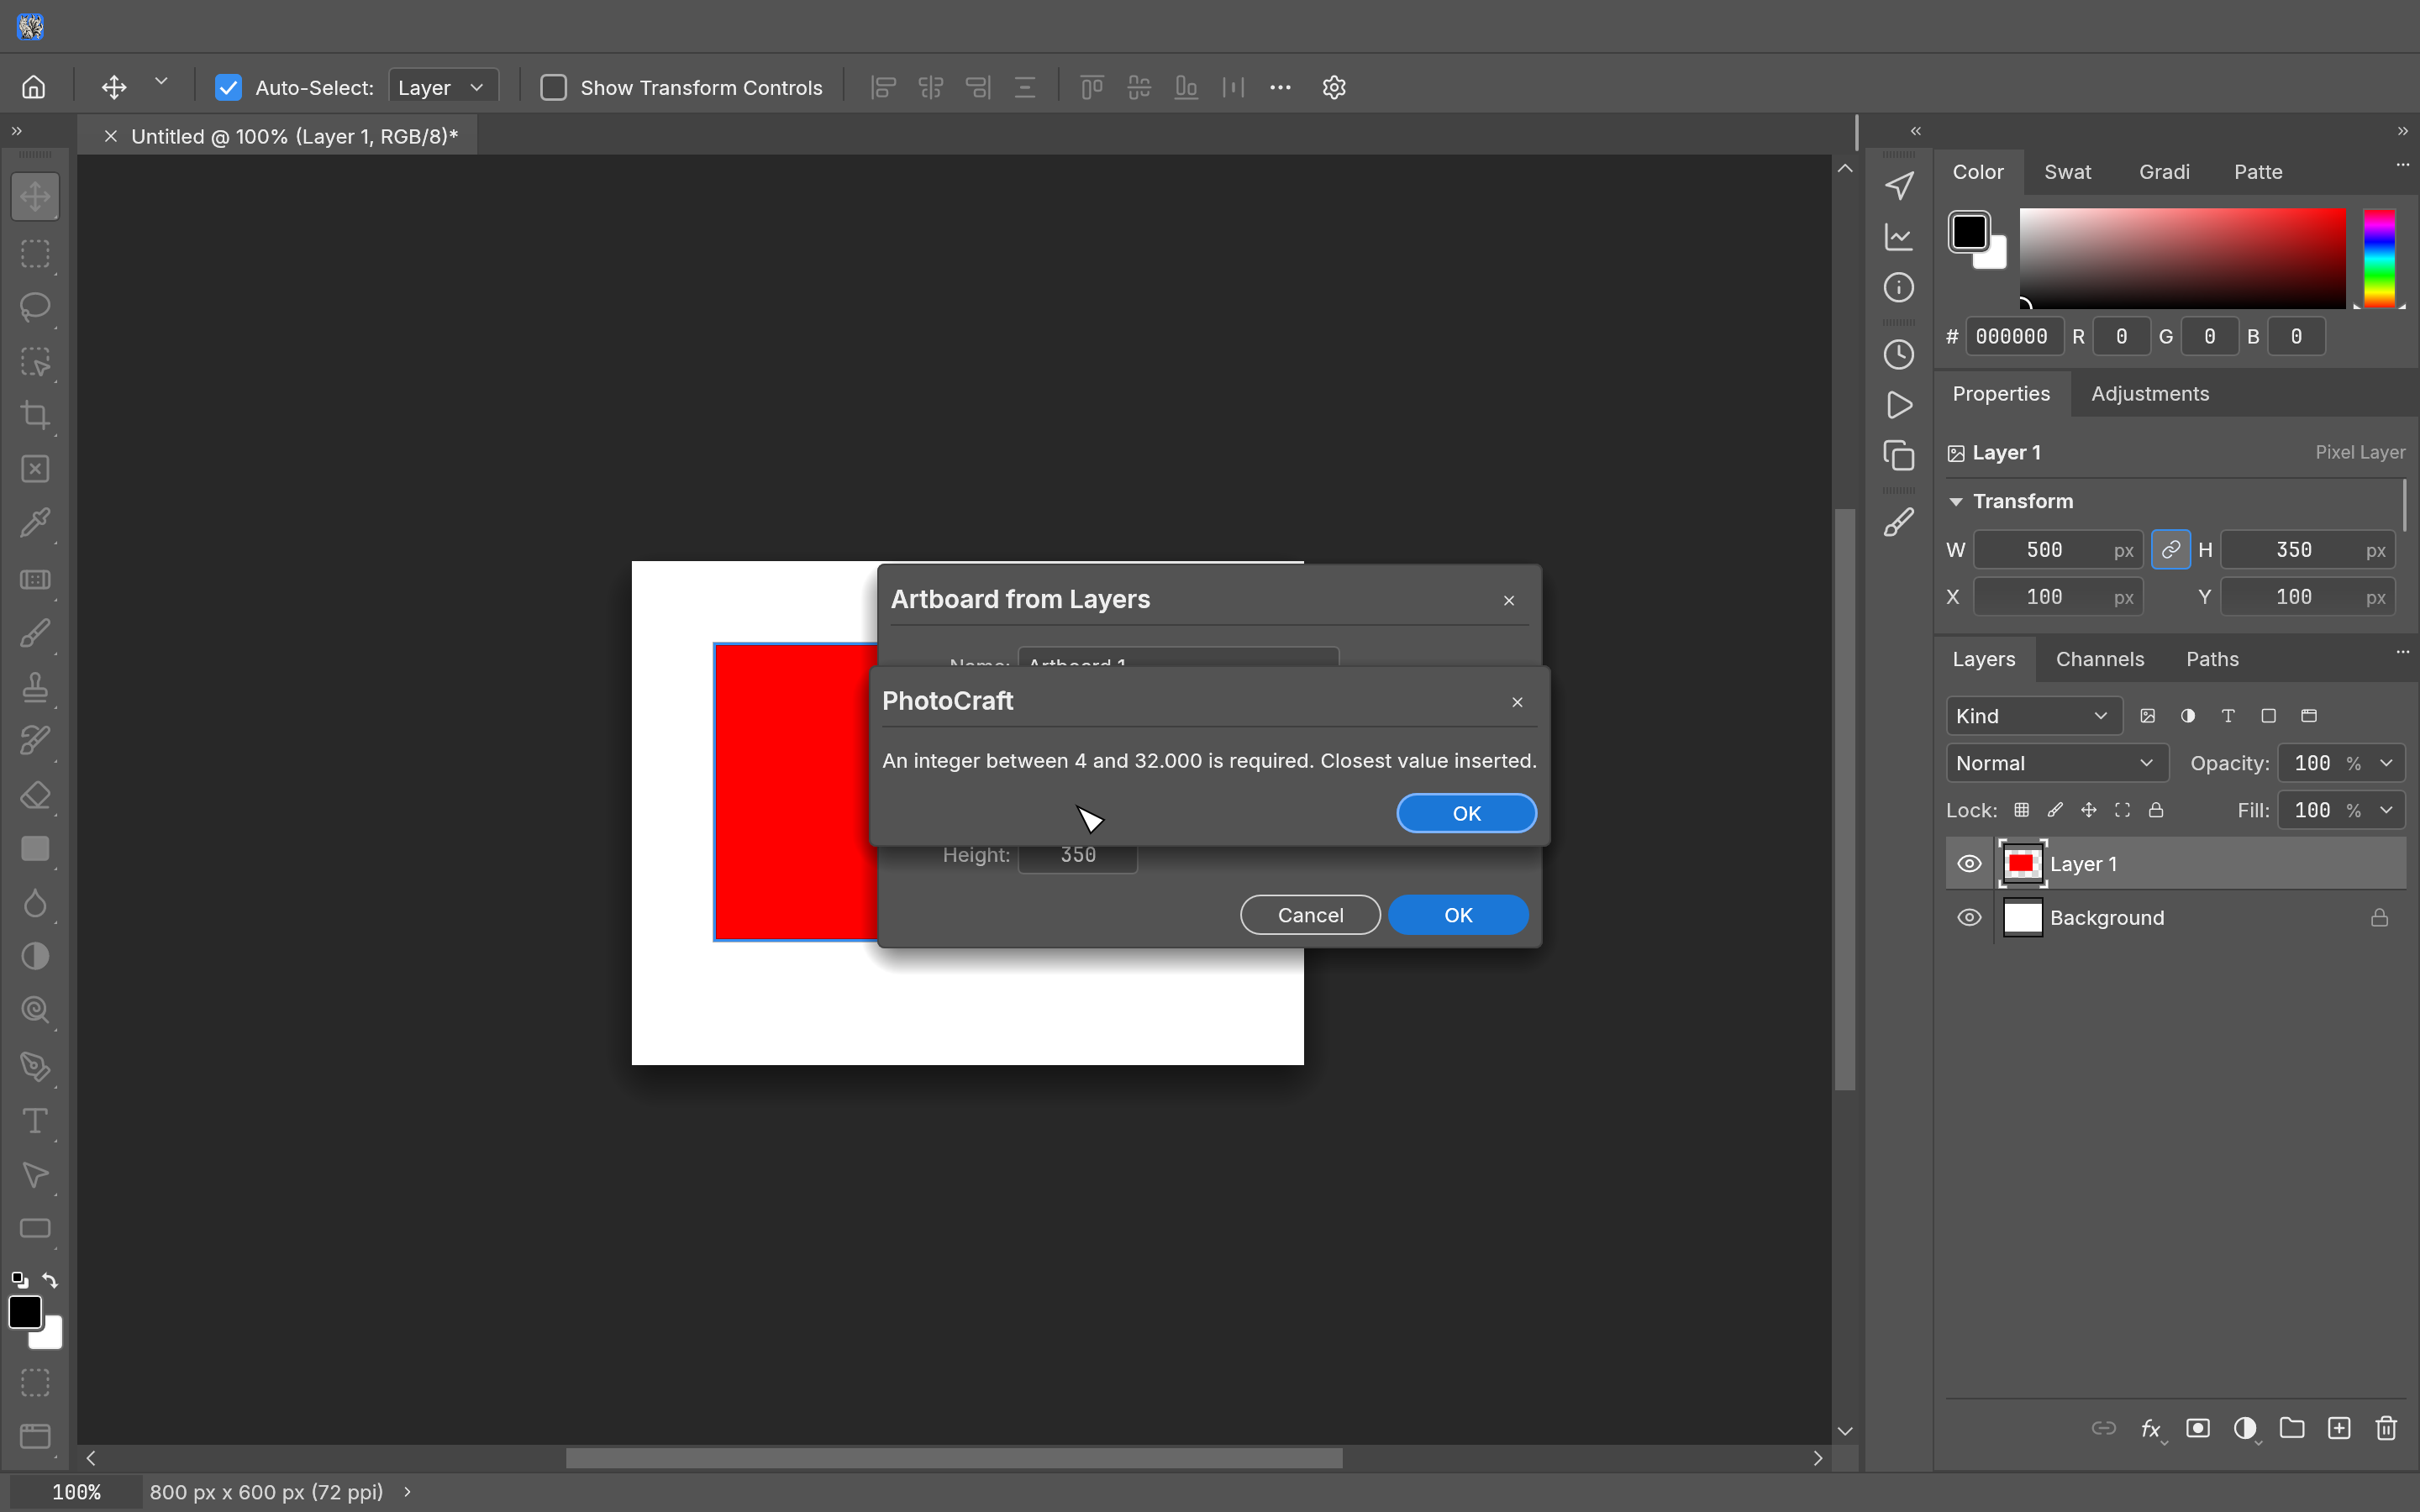 Auto-Select: Layer Show Transform Controls
Untitled @ 100% (Layer 1, RGB/8)*
Color Swat Gradi Patte
# 000000 R 0 G 0 B 0
Properties Adjustments
Layer 1 Pixel Layer
Transform
W 500 px H 350 px
X 100 px Y 100 px
Artboard from Layers
Name: Artboard 1
PhotoCraft
An integer between 4 and 32.000 is required. Closest value inserted.
OK
Height: 350
Cancel OK
Layers Channels Paths
Kind
Normal Opacity: 100 %
Lock: Fill: 100 %
Layer 1
Background
fx
100% 800 px x 600 px (72 ppi)